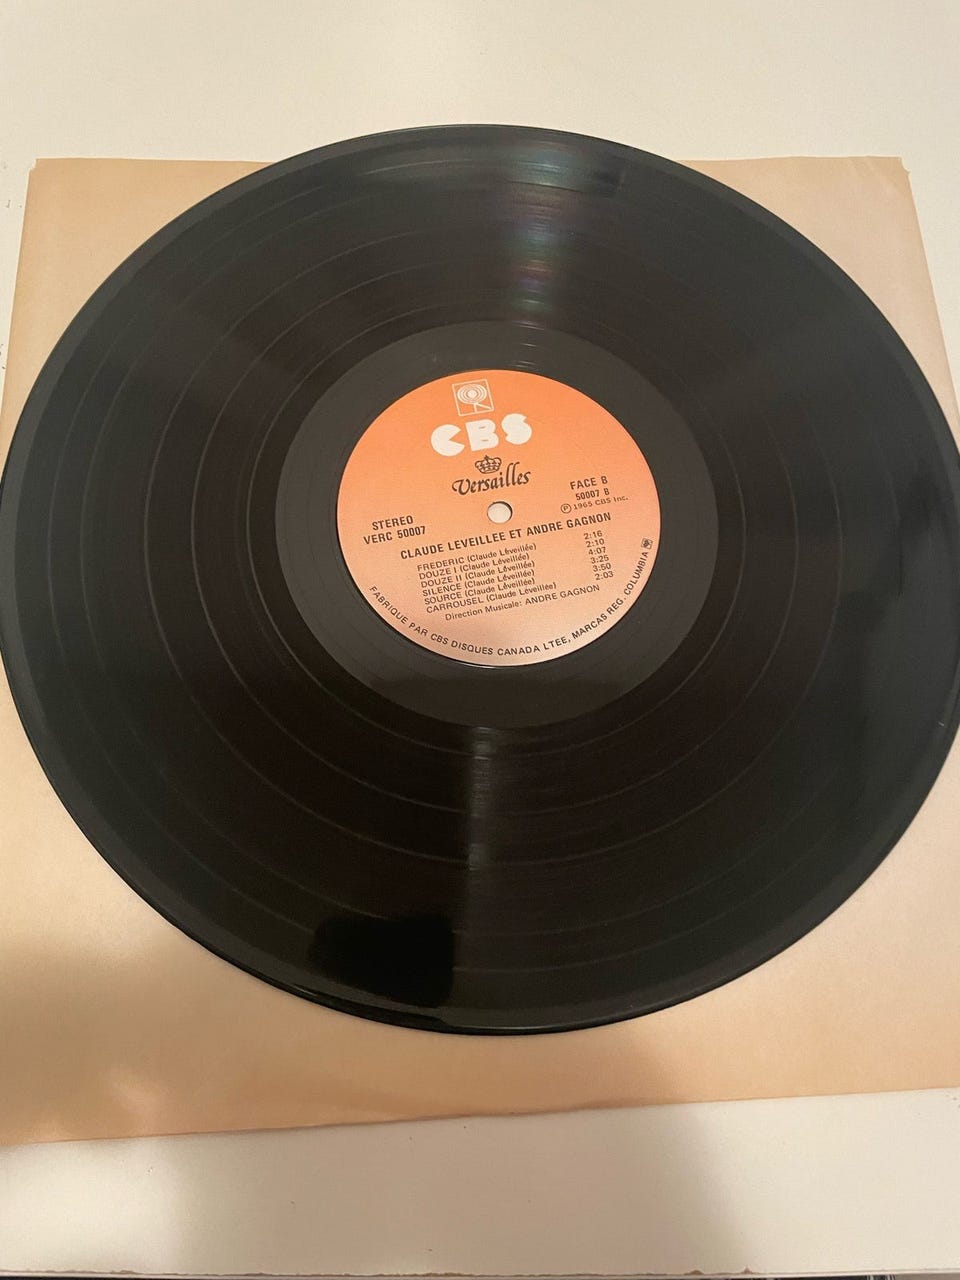 CBS
Versailles
STEREO
VERC 50007
FACE B
50007 B
Ⓟ 1965 CBS Inc.
CLAUDE LEVEILLEE ET ANDRE GAGNON
FREDERIC (Claude Léveillée) 2:16
DOUZE I (Claude Léveillée) 2:10
DOUZE II (Claude Léveillée) 4:07
SILENCE (Claude Léveillée) 3:25
SOURCE (Claude Léveillée) 3:50
CARROUSEL (Claude Léveillée) 2:03
Direction Musicale: ANDRE GAGNON
FABRIQUE PAR CBS DISQUES CANADA LTEE, MARCAS REG. COLUMBIA